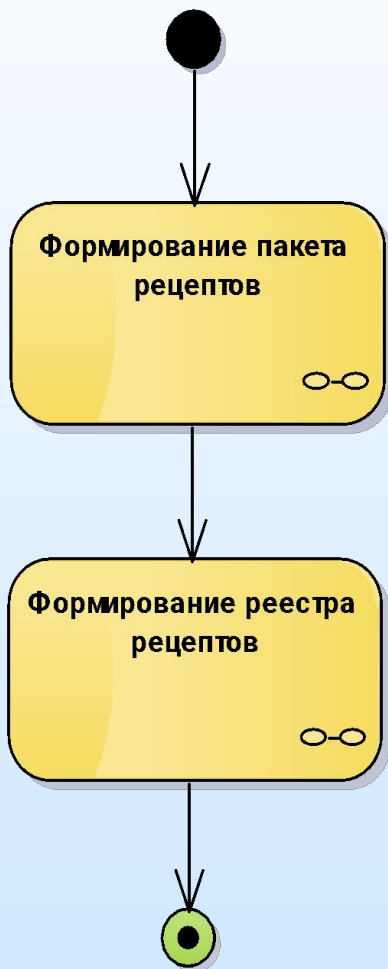 Формирование пакета
рецептов
Формирование реестра
рецептов